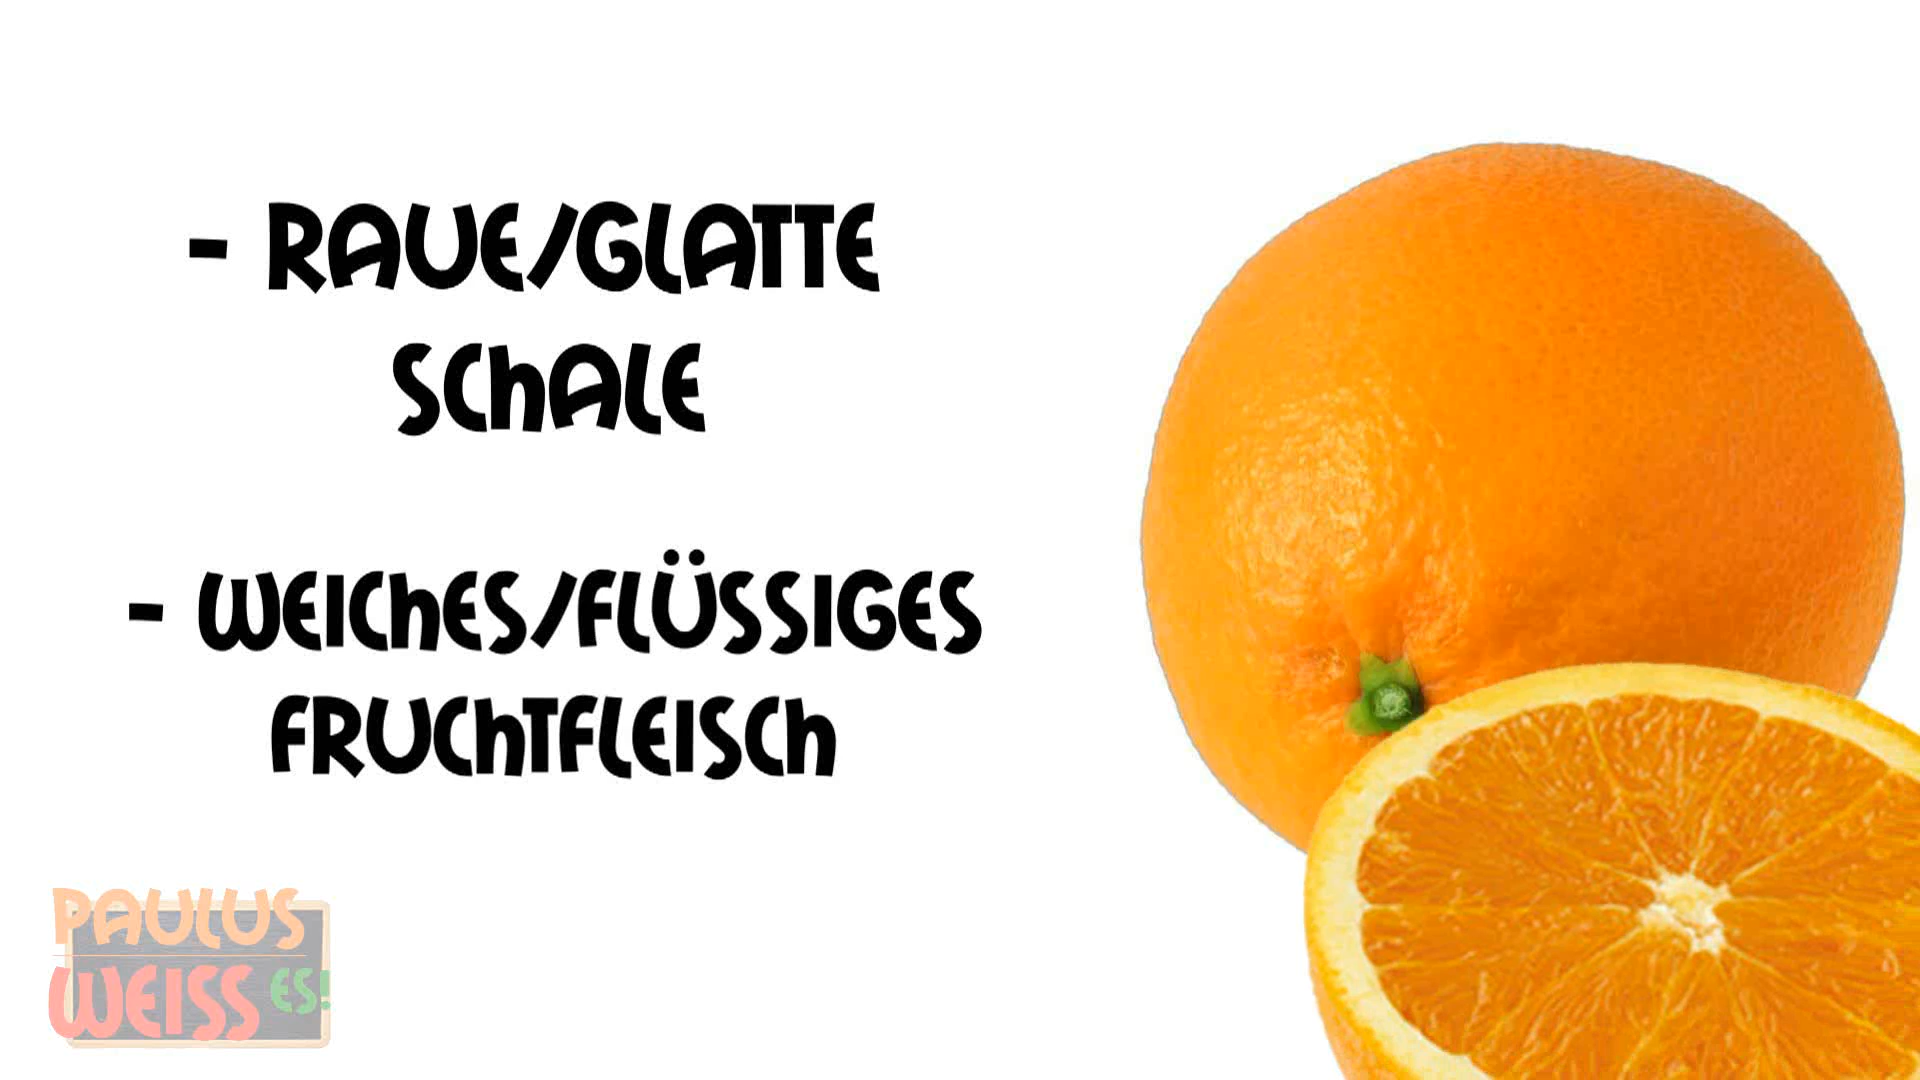 - RAUE/GLATTE
SCHALE
- WEICHES/FLÜSSIGES
FRUCHTFLEISCH
PAULUS
WEISS ES!